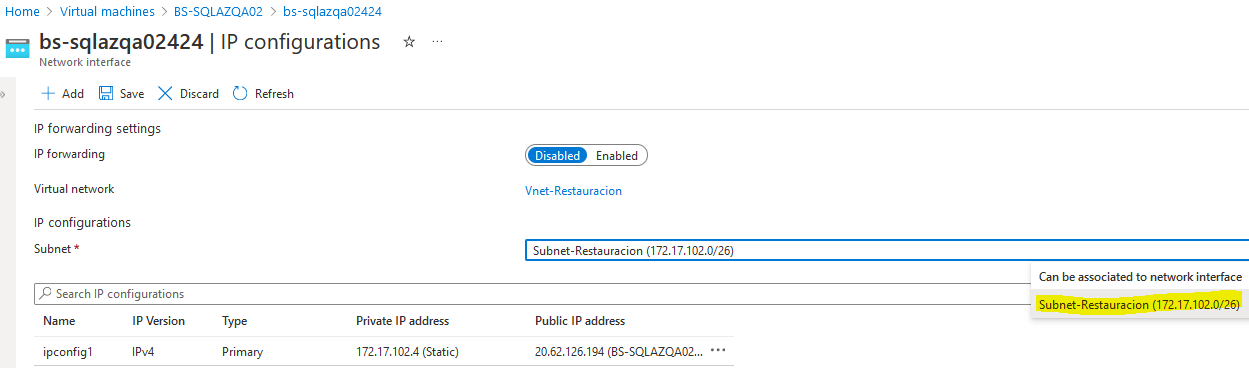 Home > Virtual machines > BS-SQLAZQA02 > bs-sqlazqa02424
bs-sqlazqa02424 | IP configurations ☆ ...
Network interface
» + Add Save Discard Refresh
IP forwarding settings
IP forwarding Disabled Enabled
Virtual network Vnet-Restauracion
IP configurations
Subnet * Subnet-Restauracion (172.17.102.0/26)
Can be associated to network interface
Subnet-Restauracion (172.17.102.0/26)
Search IP configurations
Name IP Version Type Private IP address Public IP address
ipconfig1 IPv4 Primary 172.17.102.4 (Static) 20.62.126.194 (BS-SQLAZQA02... ...